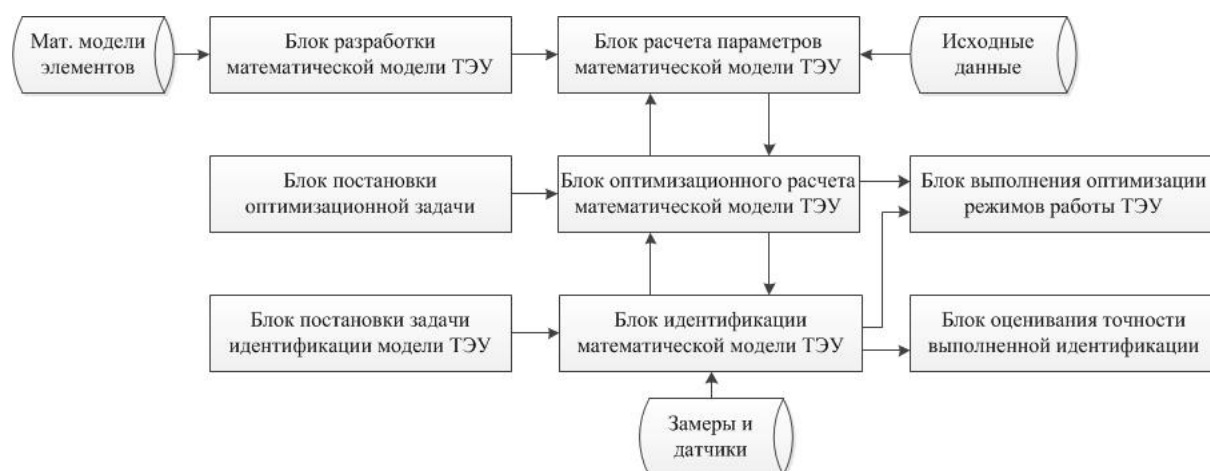 Мат. модели
элементов
Блок разработки
математической модели ТЭУ
Блок расчета параметров
математической модели ТЭУ
Исходные
данные
Блок постановки
оптимизационной задачи
Блок оптимизационного расчета
математической модели ТЭУ
Блок выполнения оптимизации
режимов работы ТЭУ
Блок постановки задачи
идентификации модели ТЭУ
Блок идентификации
математической модели ТЭУ
Блок оценивания точности
выполненной идентификации
Замеры и
датчики